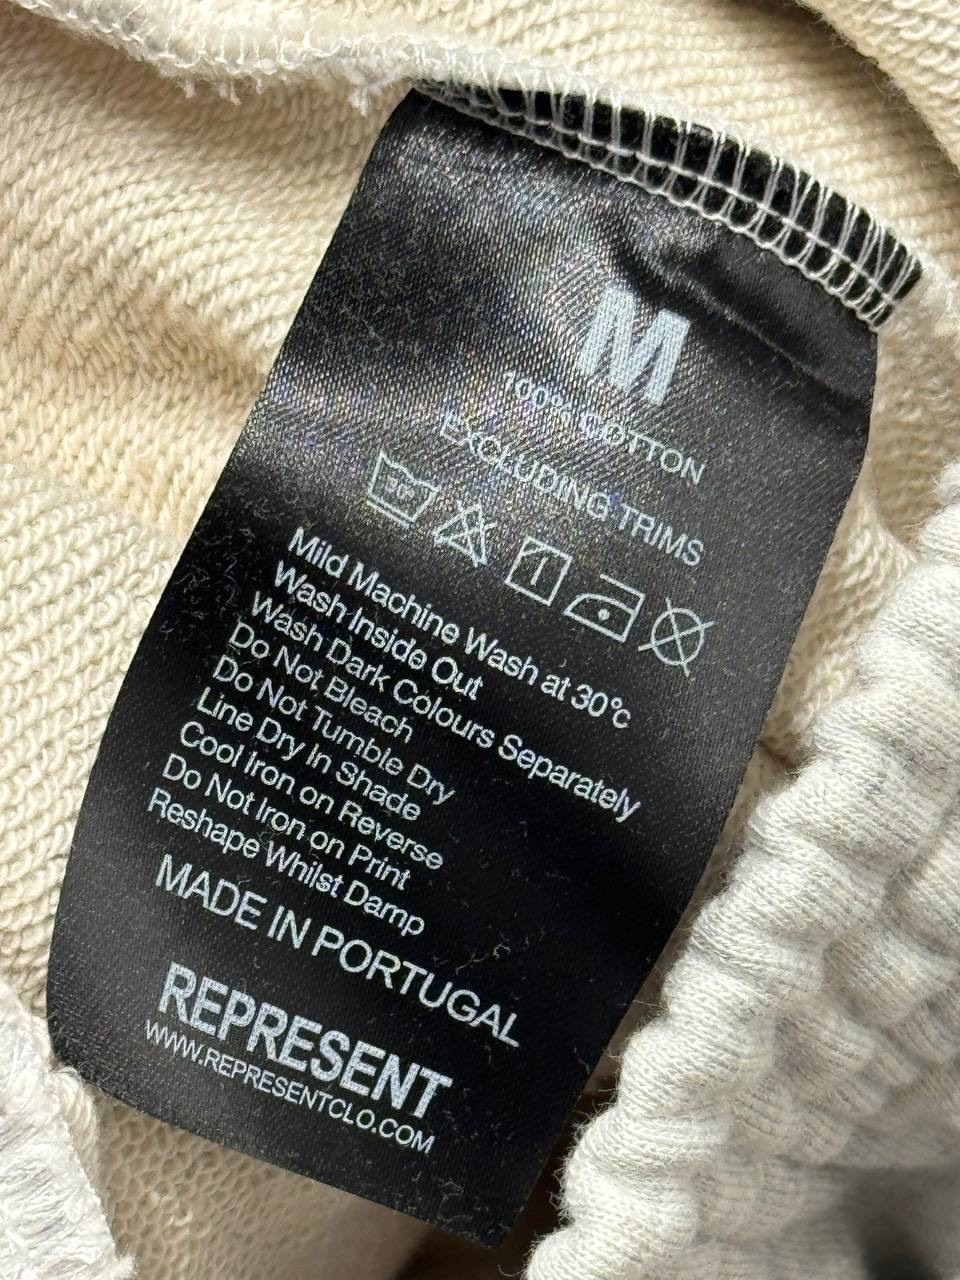 M
100% COTTON
EXCLUDING TRIMS
30°
Mild Machine Wash at 30°c
Wash Inside Out
Wash Dark Colours Separately
Do Not Bleach
Do Not Tumble Dry
Line Dry In Shade
Cool Iron on Reverse
Do Not Iron on Print
Reshape Whilst Damp
MADE IN PORTUGAL
REPRESENT
WWW.REPRESENTCLO.COM